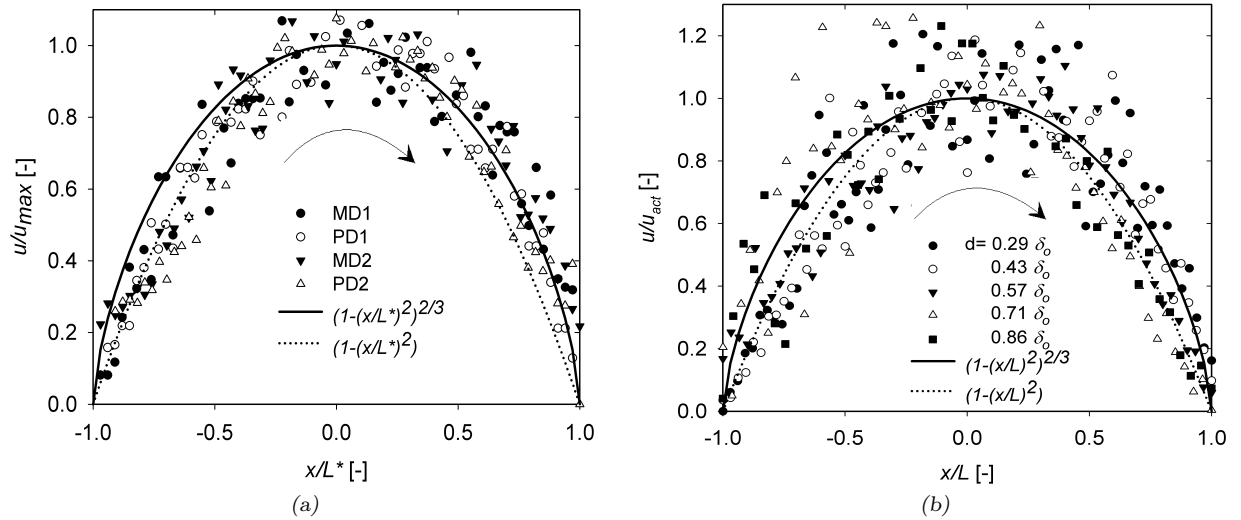 u/u_max [-]
1.0
0.8
0.6
0.4
0.2
0.0
MD1
PD1
MD2
PD2
(1-(x/L*)^2)^2/3
(1-(x/L*)^2)
-1.0 -0.5 0.0 0.5 1.0
x/L* [-]
(a)
u/u_act [-]
1.2
1.0
0.8
0.6
0.4
0.2
0.0
d= 0.29 δ_o
0.43 δ_o
0.57 δ_o
0.71 δ_o
0.86 δ_o
(1-(x/L)^2)^2/3
(1-(x/L)^2)
-1.0 -0.5 0.0 0.5 1.0
x/L [-]
(b)